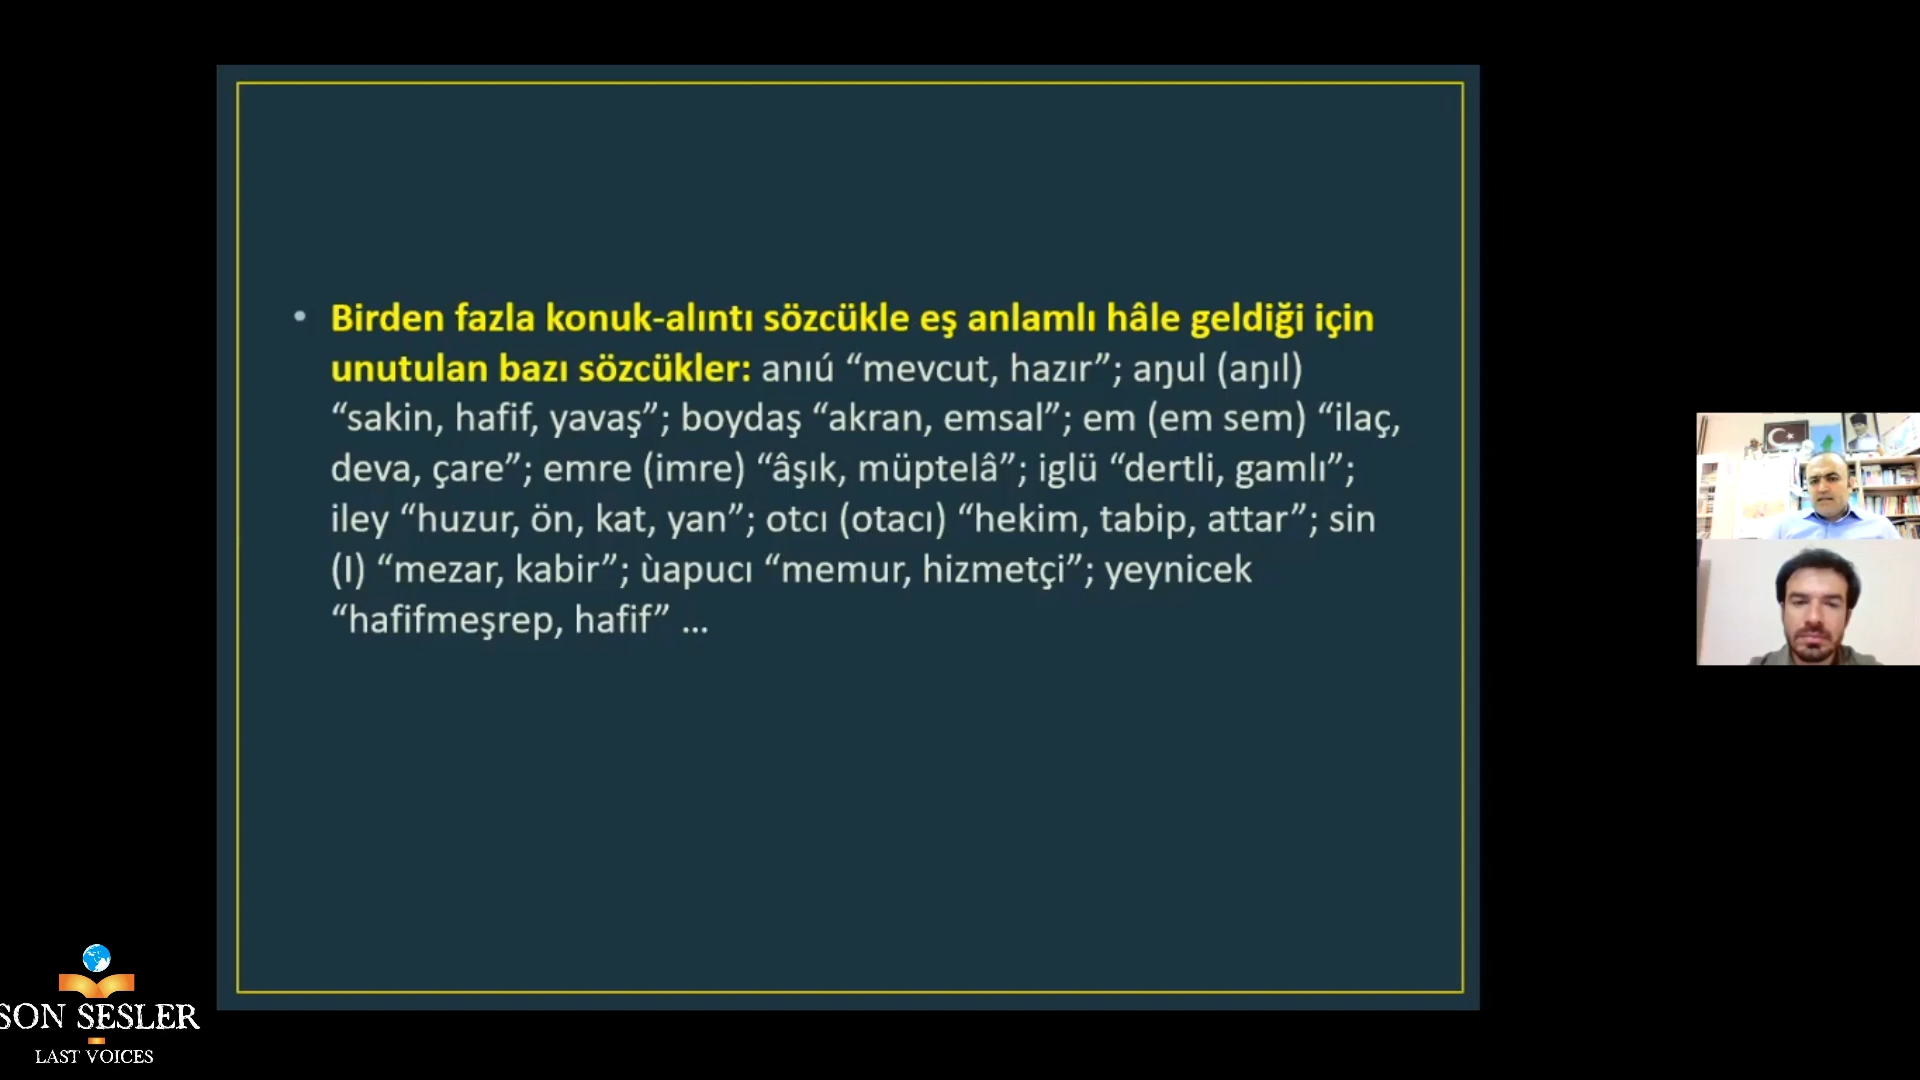 • Birden fazla konuk-alıntı sözcükle eş anlamlı hâle geldiği için
unutulan bazı sözcükler: anıú “mevcut, hazır”; aŋul (aŋıl)
“sakin, hafif, yavaş”; boydaş “akran, emsal”; em (em sem) “ilaç,
deva, çare”; emre (imre) “âşık, müptelâ”; iglü “dertli, gamlı”;
iley “huzur, ön, kat, yan”; otcı (otacı) “hekim, tabip, attar”; sin
(I) “mezar, kabir”; ùapucı “memur, hizmetçi”; yeynicek
“hafifmeşrep, hafif” ...
SON SESLER
LAST VOICES